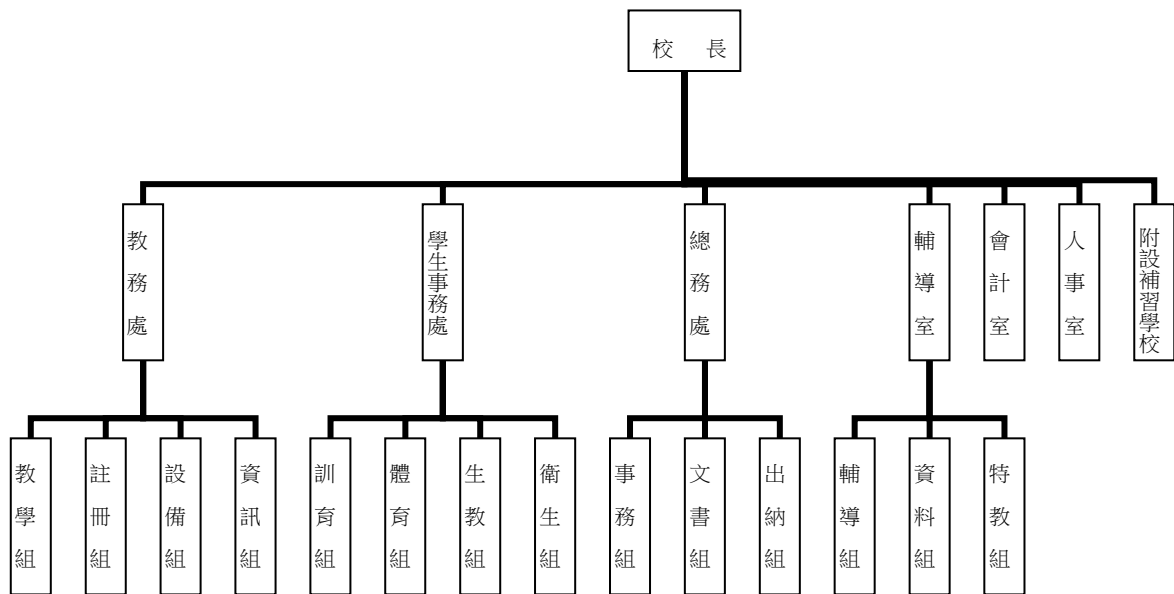 校 長
教務處
學生事務處
總務處
輔導室
會計室
人事室
附設補習學校
教學組
註冊組
設備組
資訊組
訓育組
體育組
生教組
衛生組
事務組
文書組
出納組
輔導組
資料組
特教組